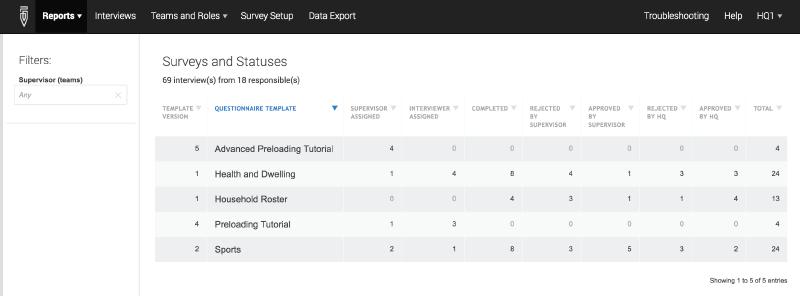 Reports Interviews Teams and Roles Survey Setup Data Export Troubleshooting Help HQ1
Filters:
Supervisor (teams)
Any
Surveys and Statuses
69 interview(s) from 18 responsible(s)
TEMPLATE VERSION QUESTIONNAIRE TEMPLATE SUPERVISOR ASSIGNED INTERVIEWER ASSIGNED COMPLETED REJECTED BY SUPERVISOR APPROVED BY SUPERVISOR REJECTED BY HQ APPROVED BY HQ TOTAL
5 Advanced Preloading Tutorial 4 0 0 0 0 0 0 4
1 Health and Dwelling 1 4 8 4 1 3 3 24
1 Household Roster 0 0 4 3 1 1 4 13
4 Preloading Tutorial 1 3 0 0 0 0 0 4
2 Sports 2 1 8 3 5 3 2 24
Showing 1 to 5 of 5 entries